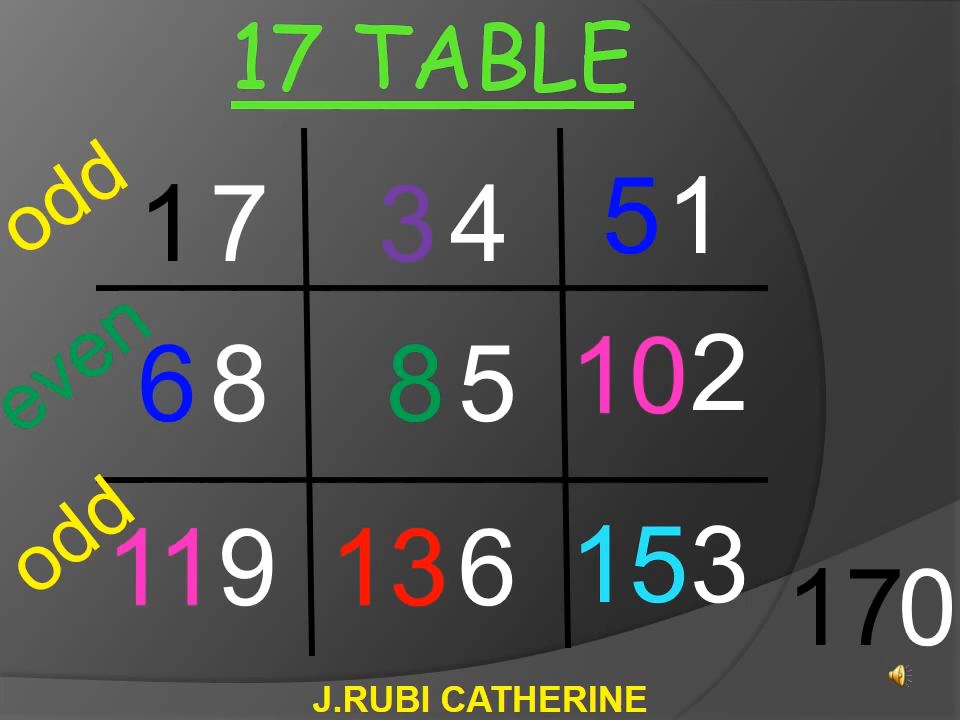 17 TABLE
odd
17 34 51
even
68 85 102
odd
119 136 153
170
J.RUBI CATHERINE